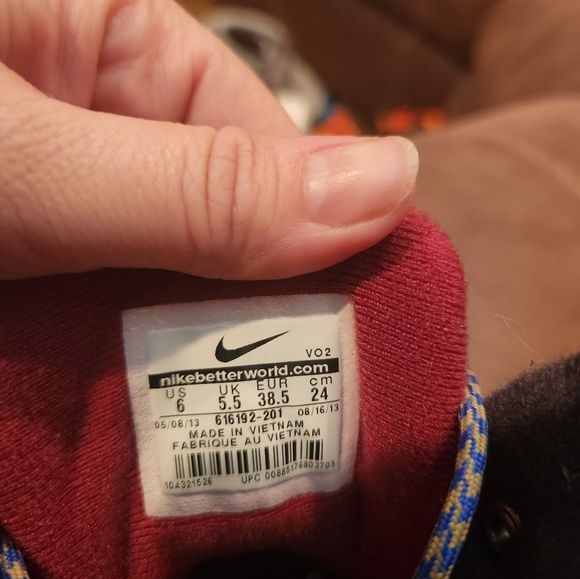 VO2
nikebetterworld.com
US UK EUR cm
6 5.5 38.5 24
05/08/13 616192-201 08/16/13
MADE IN VIETNAM
FABRIQUE AU VIETNAM
104321526 UPC 00885176803705